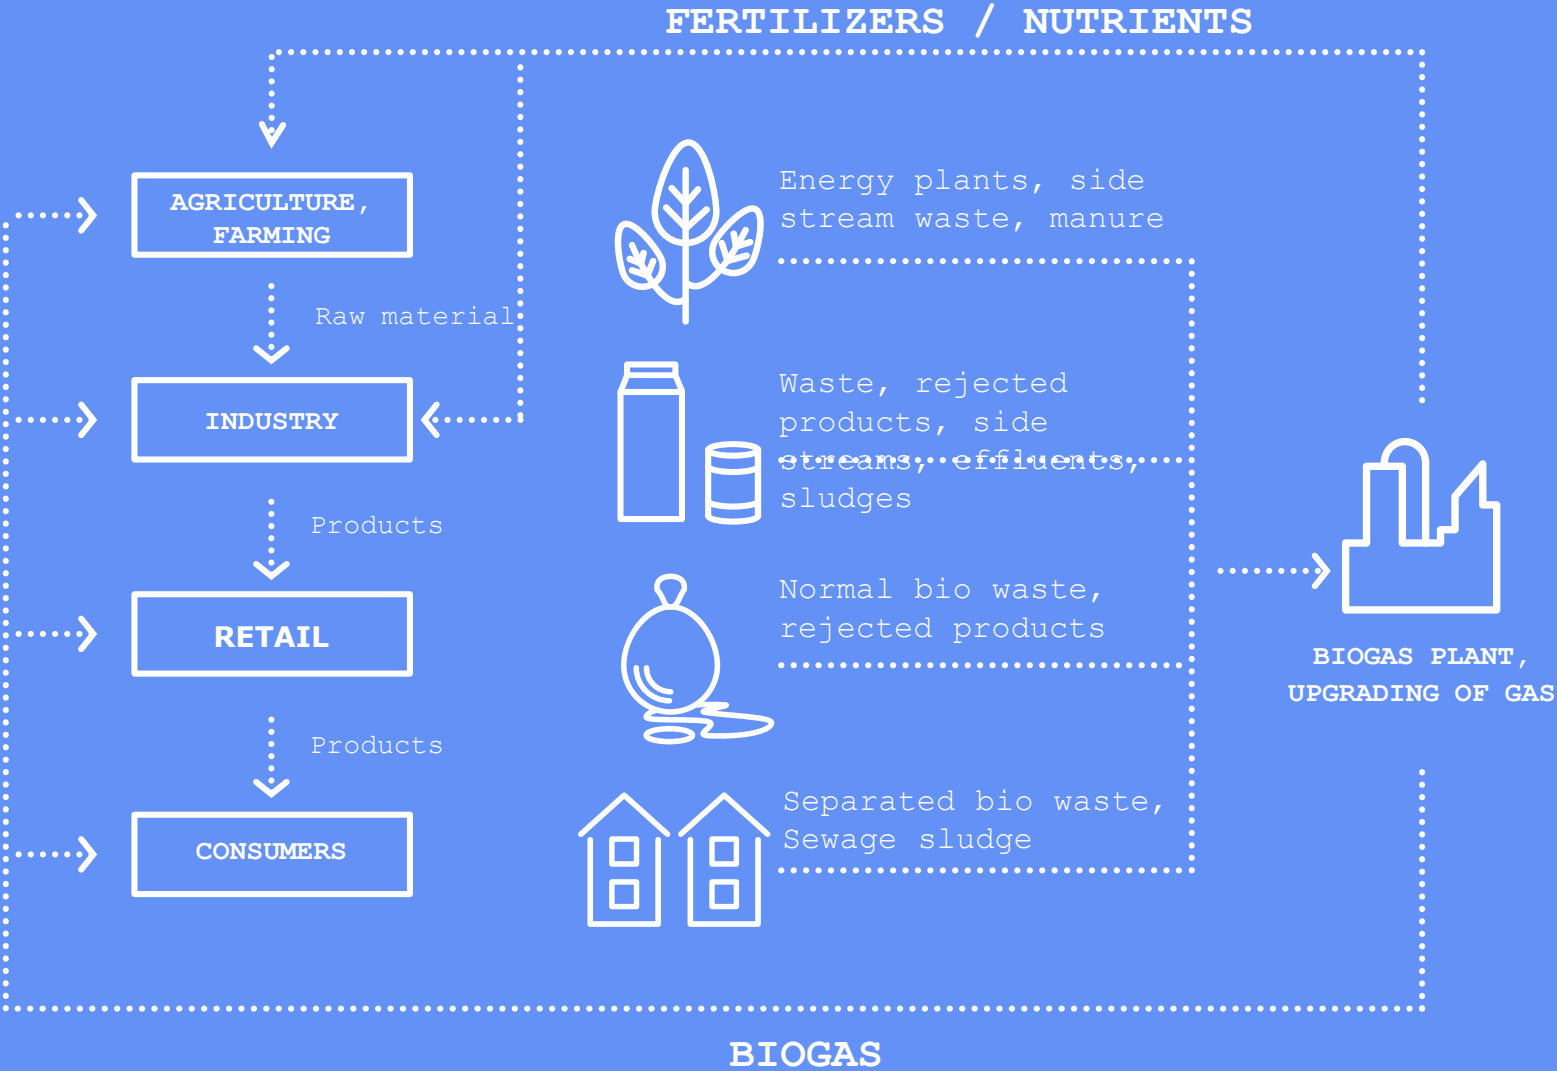 FERTILIZERS / NUTRIENTS
AGRICULTURE,
FARMING
Raw material
INDUSTRY
Products
RETAIL
Products
CONSUMERS
Energy plants, side
stream waste, manure
Waste, rejected
products, side
streams, effluents,
sludges
Normal bio waste,
rejected products
Separated bio waste,
Sewage sludge
BIOGAS PLANT,
UPGRADING OF GAS
BIOGAS